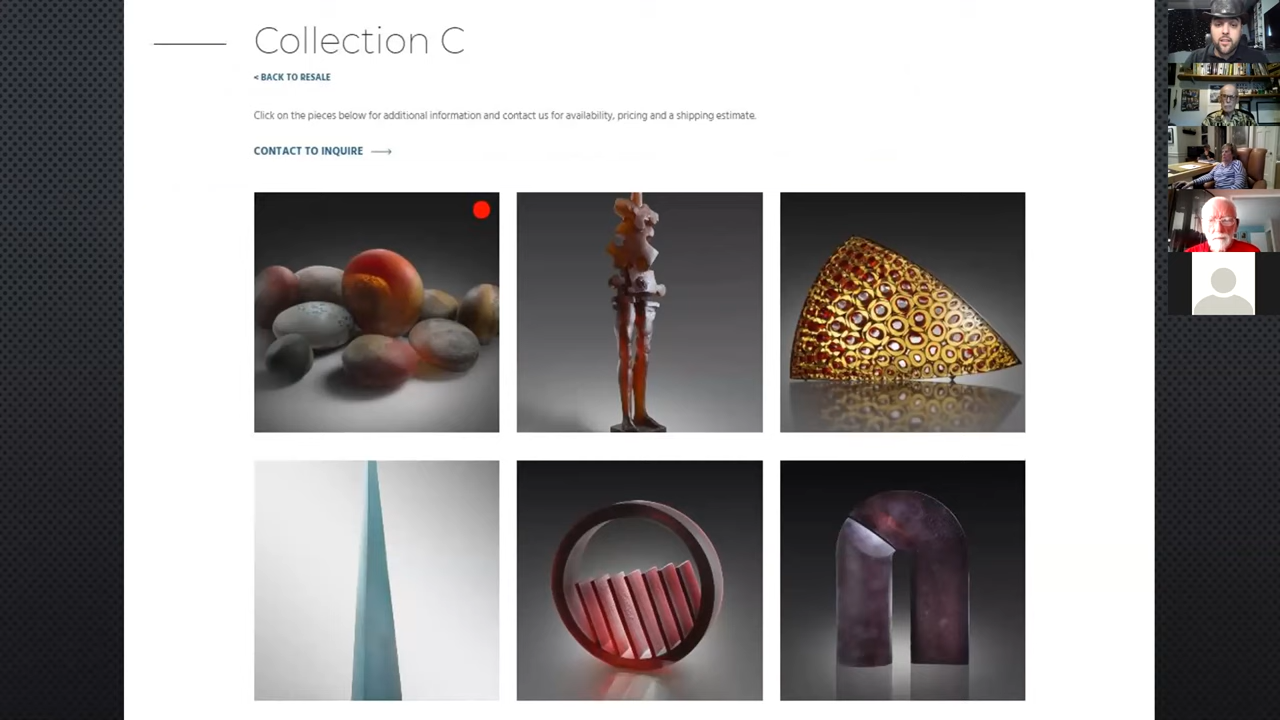 Collection C
< BACK TO RESALE
Click on the pieces below for additional information and contact us for availability, pricing and a shipping estimate.
CONTACT TO INQUIRE